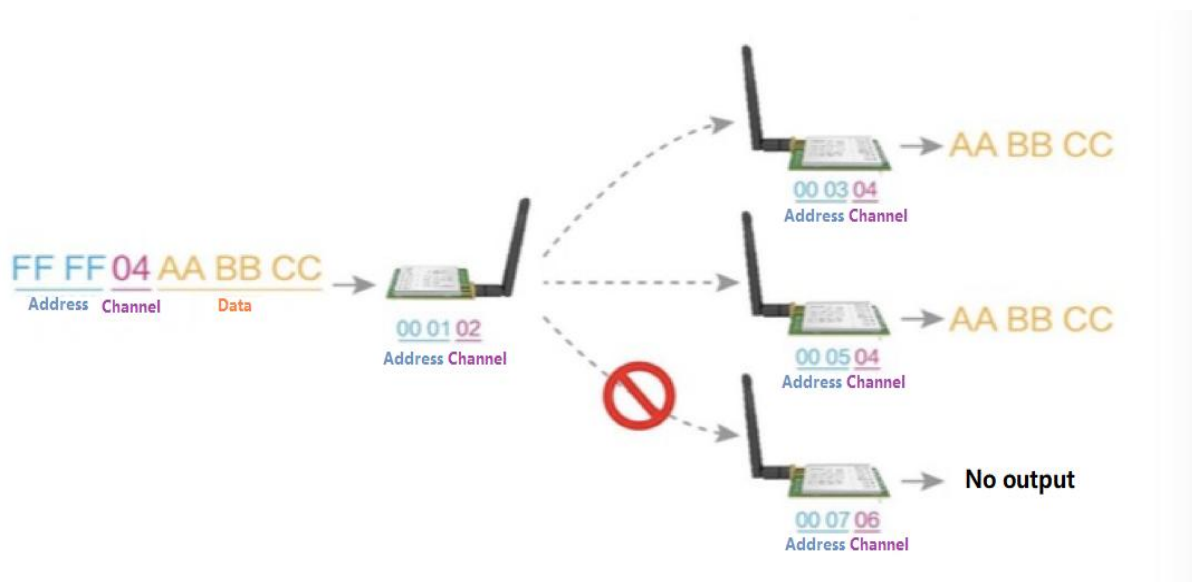 FF FF 04 AA BB CC
Address Channel Data
00 01 02
Address Channel
AA BB CC
00 03 04
Address Channel
AA BB CC
00 05 04
Address Channel
No output
00 07 06
Address Channel